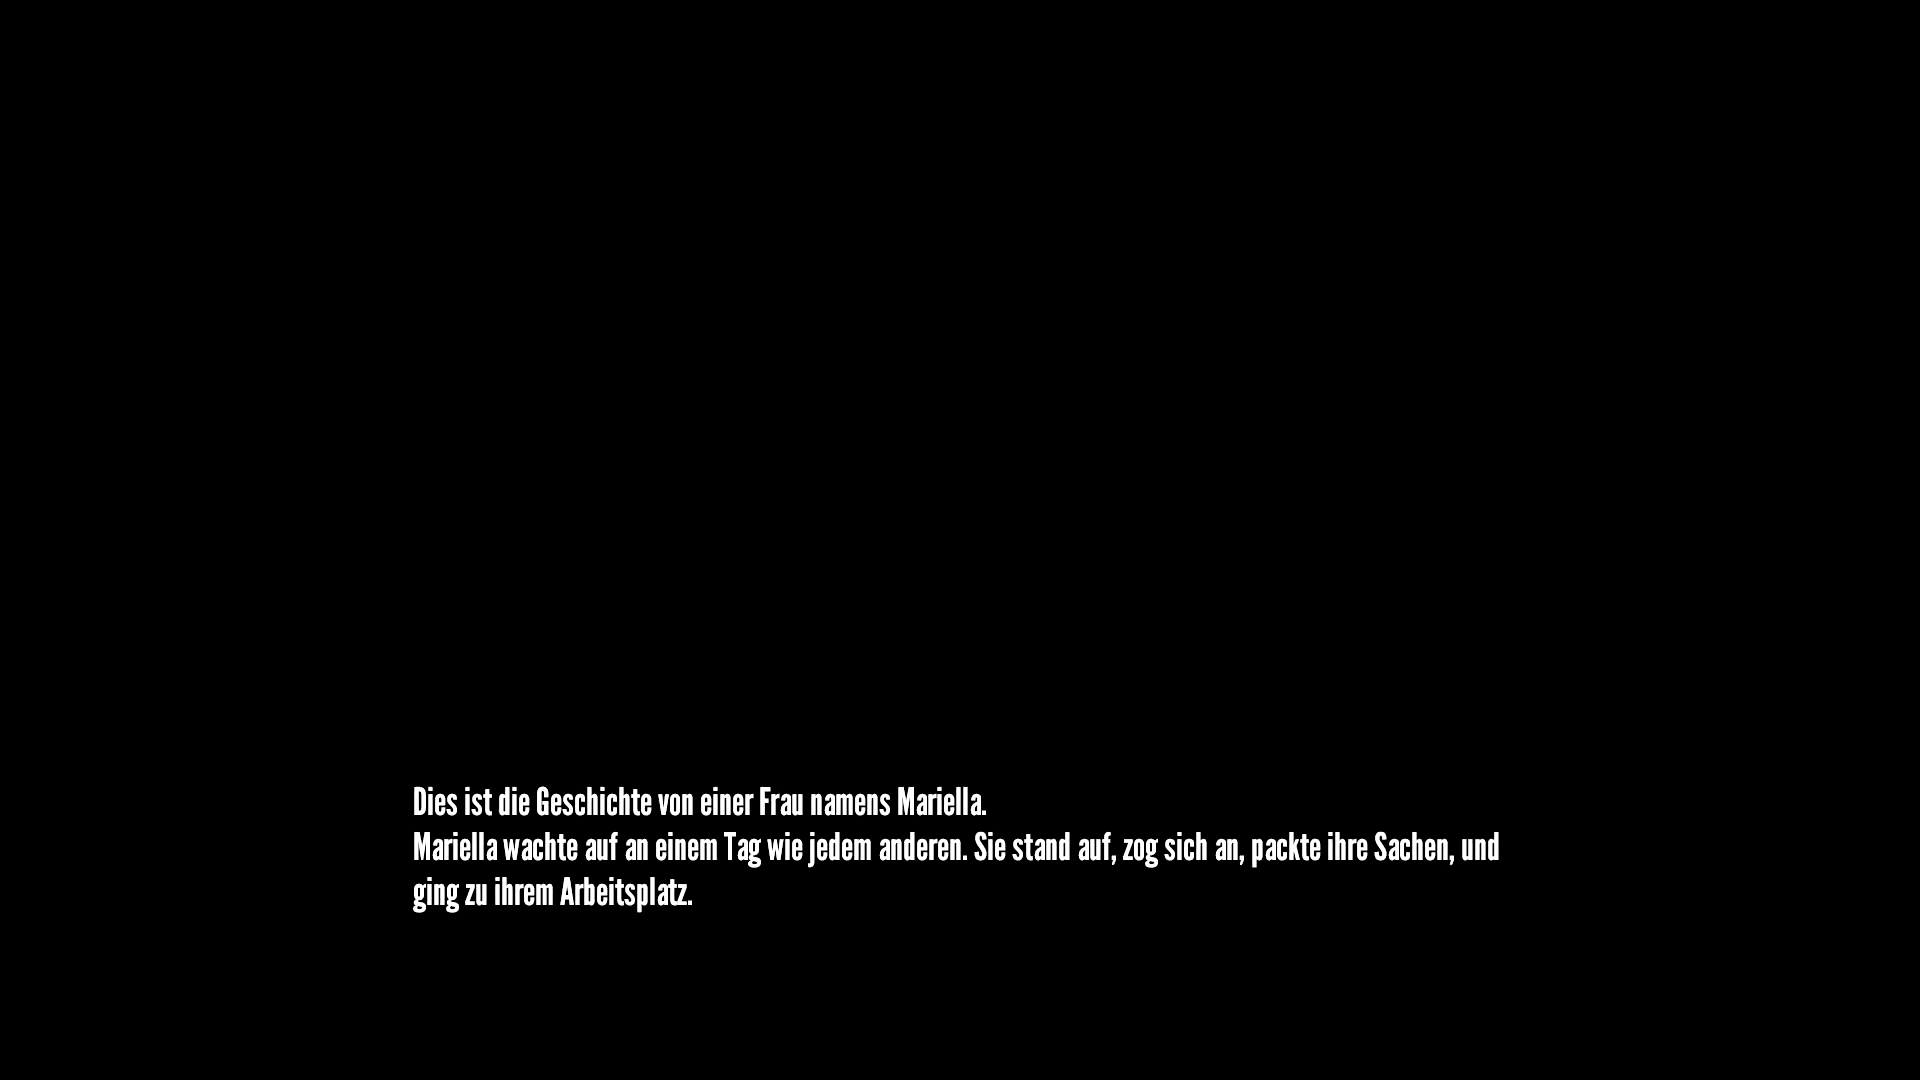 Dies ist die Geschichte von einer Frau namens Mariella.
Mariella wachte auf an einem Tag wie jedem anderen. Sie stand auf, zog sich an, packte ihre Sachen, und
ging zu ihrem Arbeitsplatz.